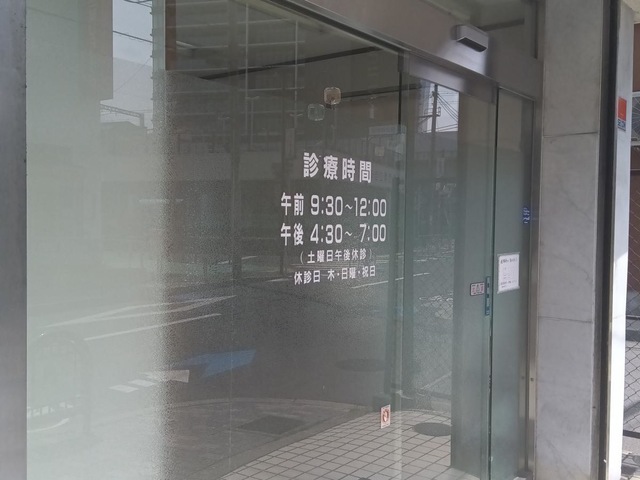 診療時間
午前 9:30～12:00
午後 4:30～ 7:00
(土曜日午後休診)
休診日―木・日曜・祝日